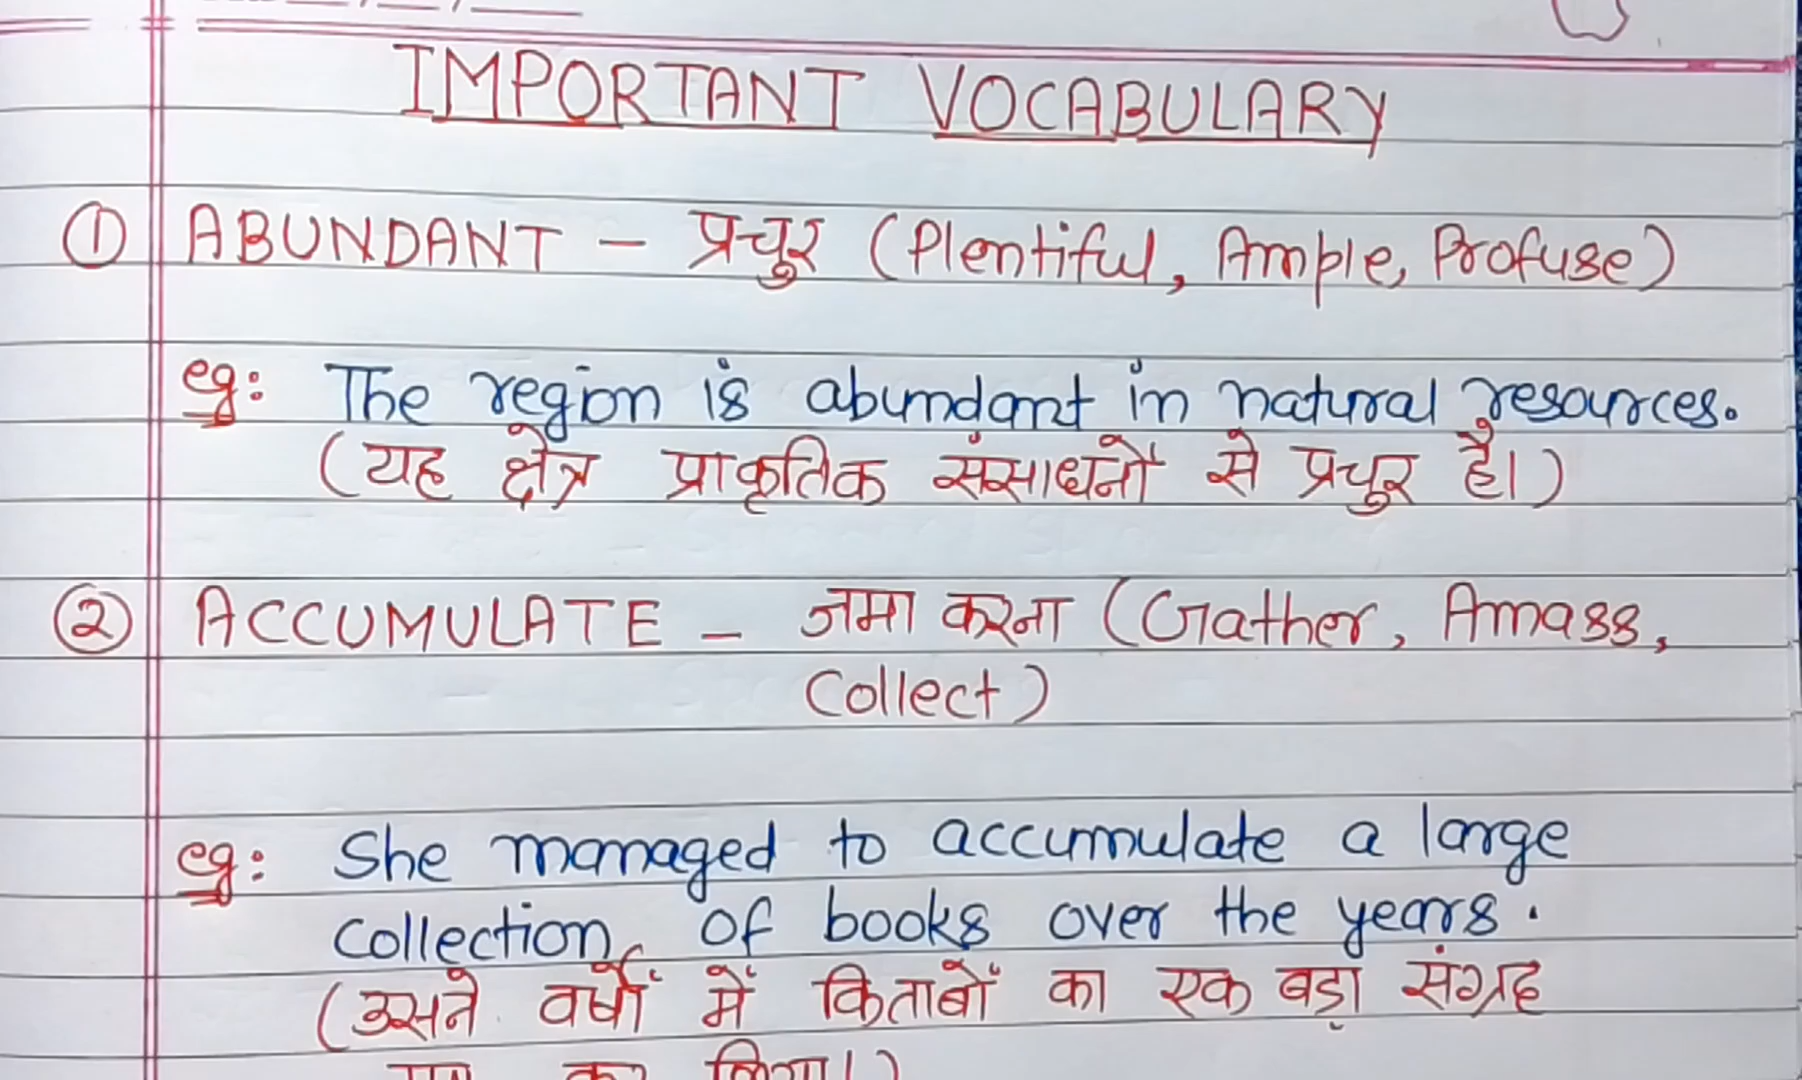 IMPORTANT VOCABULARY
① ABUNDANT – प्रचुर (Plentiful, Ample, Profuse)
eg: The region is abundant in natural resources.
(यह क्षेत्र प्राकृतिक संसाधनों से प्रचुर है।)
② ACCUMULATE – जमा करना (Gather, Amass,
Collect)
eg: She managed to accumulate a large
collection of books over the years.
(उसने वर्षों में किताबों का एक बड़ा संग्रह